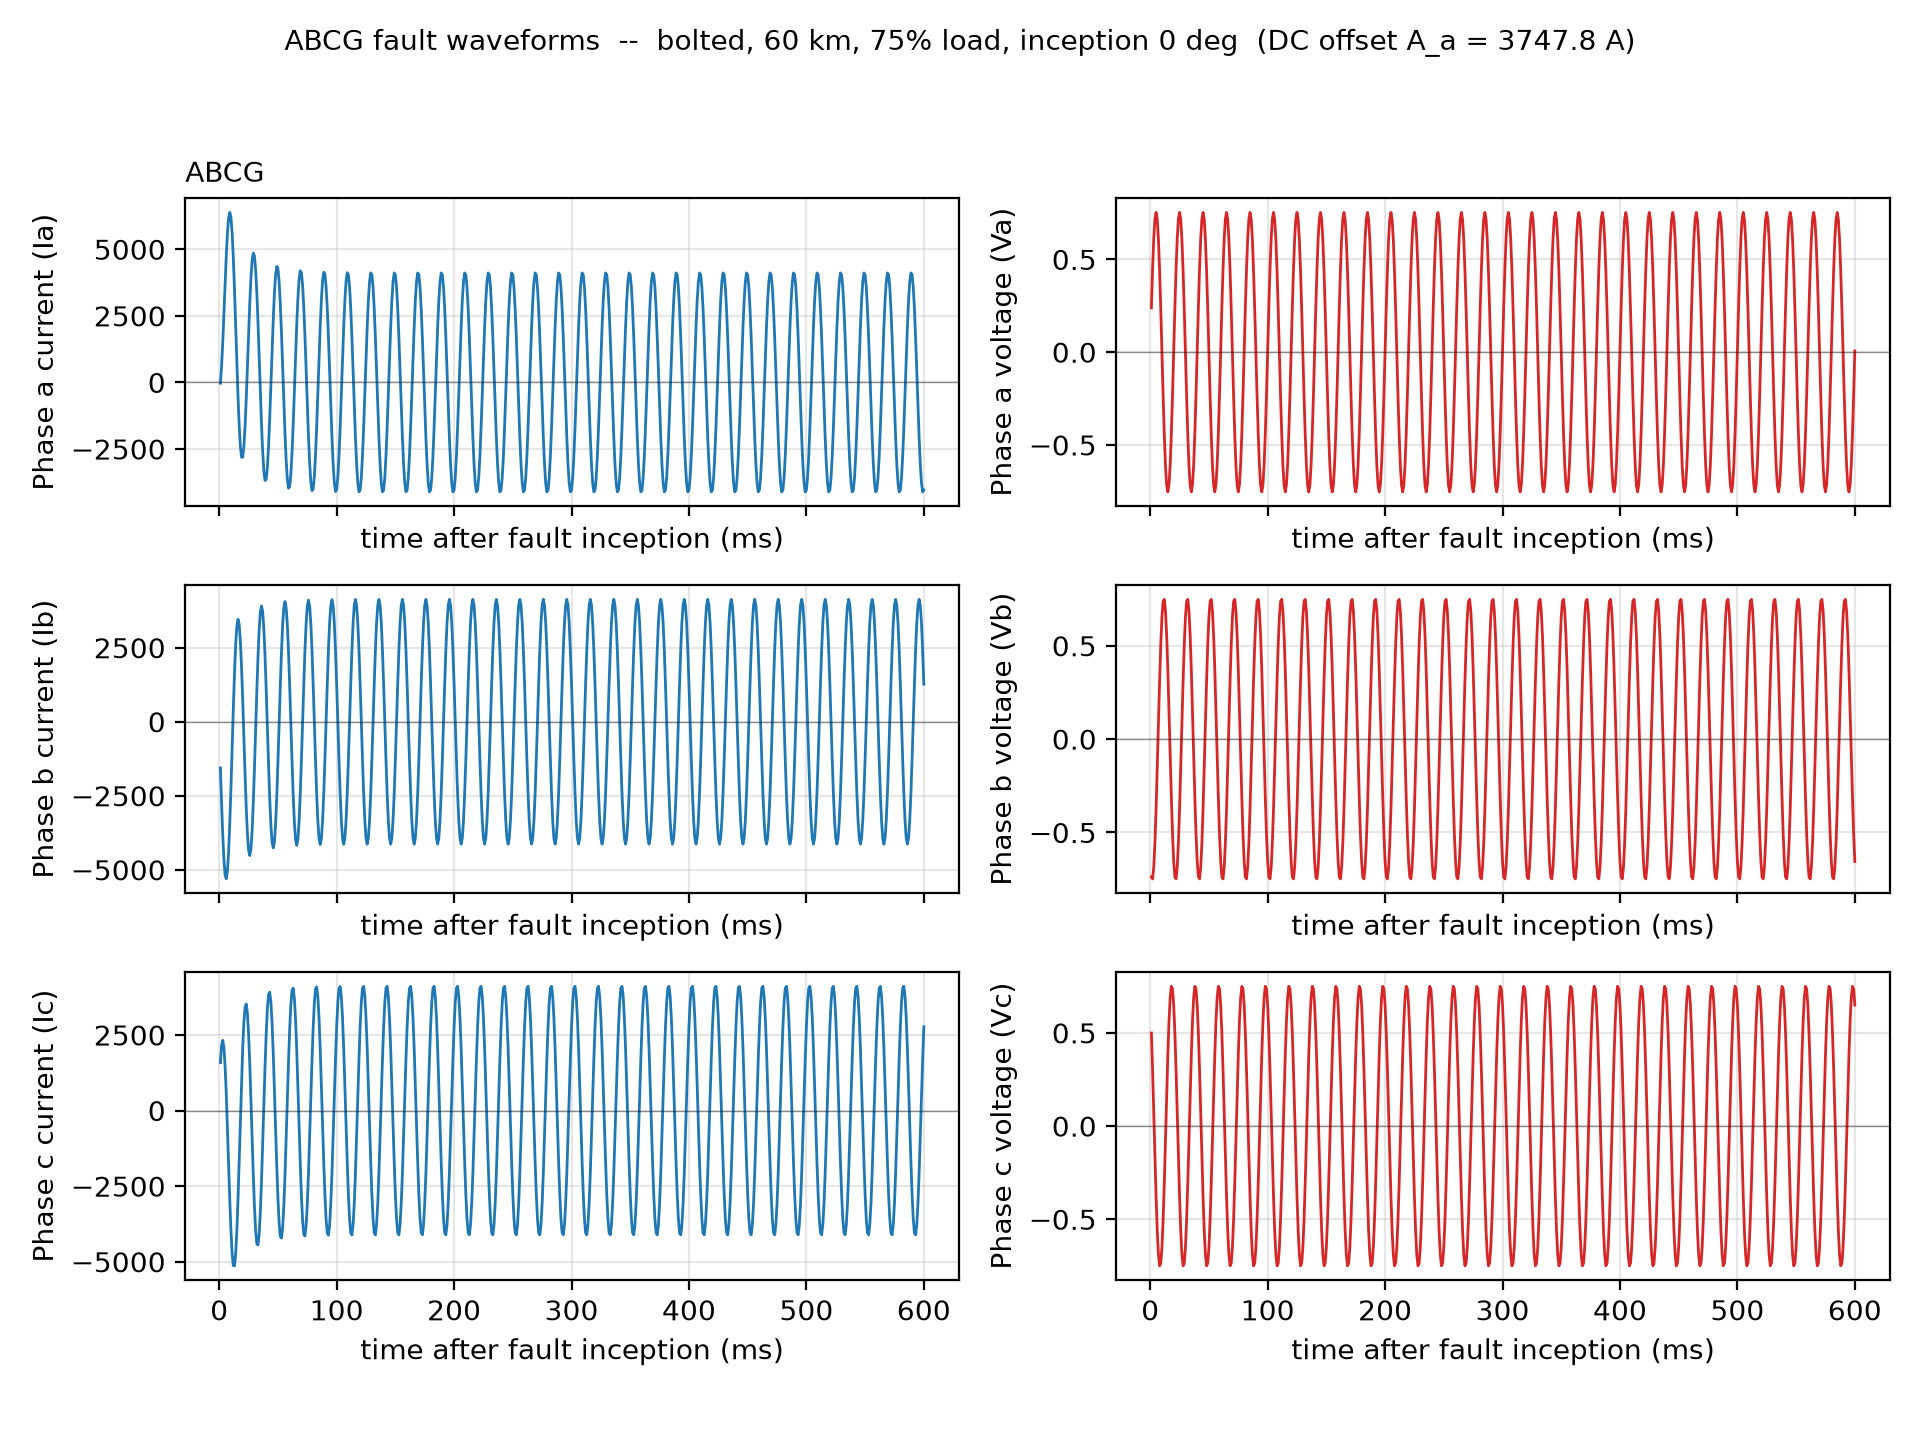 ABCG fault waveforms  --  bolted, 60 km, 75% load, inception 0 deg  (DC offset A_a = 3747.8 A)
ABCG
Phase a current (Ia)
5000
2500
0
−2500
time after fault inception (ms)
Phase a voltage (Va)
0.5
0.0
−0.5
time after fault inception (ms)
Phase b current (Ib)
2500
0
−2500
−5000
time after fault inception (ms)
Phase b voltage (Vb)
0.5
0.0
−0.5
time after fault inception (ms)
Phase c current (Ic)
2500
0
−2500
−5000
0 100 200 300 400 500 600
time after fault inception (ms)
Phase c voltage (Vc)
0.5
0.0
−0.5
0 100 200 300 400 500 600
time after fault inception (ms)